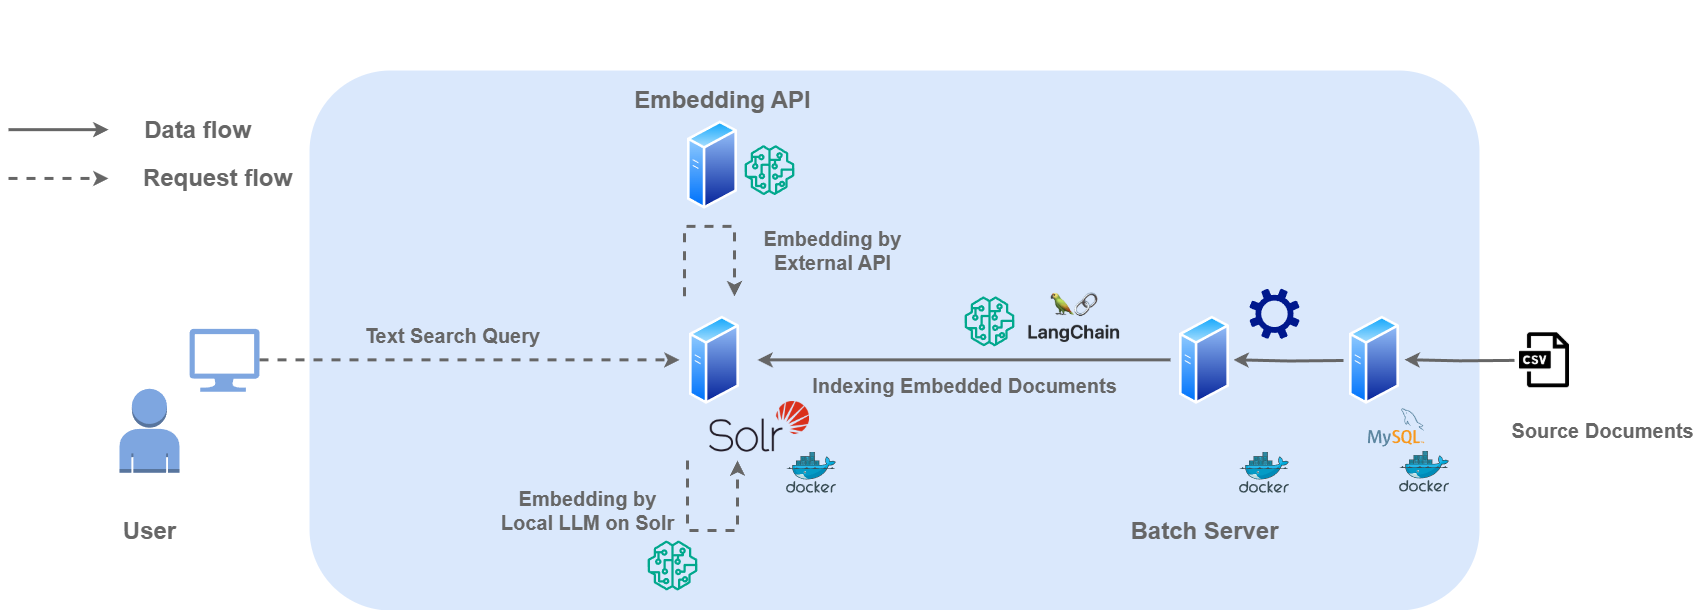 Embedding API
Data flow
Request flow
Embedding by
External API
Text Search Query
LangChain
Indexing Embedded Documents
CSV
Source Documents
Solr
docker
MySQL
docker
docker
Embedding by
Local LLM on Solr
User
Batch Server